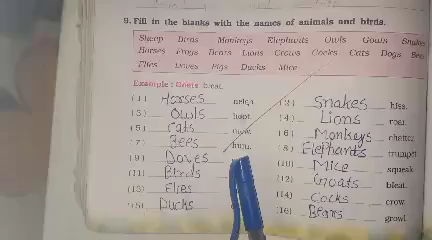 9. Fill in the blanks with the names of animals and birds.
Sheep Hens Monkeys Elephants Owls Goats Snakes
Horses Frogs Bears Lions Crows Cocks Cats Dogs Bees
Flies Doves Pigs Ducks Mice
Example : Goats bleat.
(1) Horses neigh. (2) Snakes hiss.
(3) Owls hoot. (4) Lions roar.
(5) Cats mew. (6) Monkeys chatter.
(7) Bees hum. (8) Elephants trumpet
(9) Doves (10) Mice squeak
(11) Birds (12) Goats bleat.
(13) Flies (14) Cocks crow.
(15) Ducks (16) Bears growl.